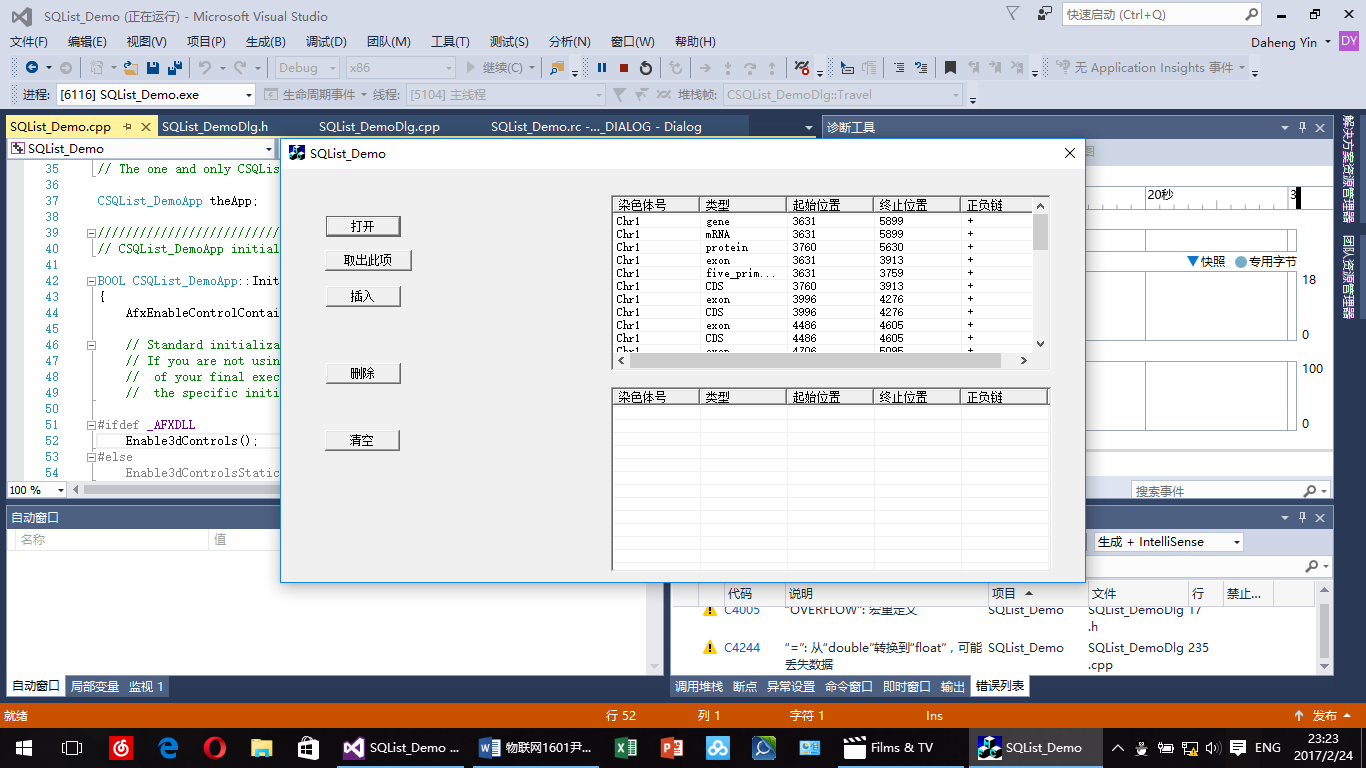 SQList_Demo (正在运行) - Microsoft Visual Studio
快速启动 (Ctrl+Q)
文件(F) 编辑(E) 视图(V) 项目(P) 生成(B) 调试(D) 团队(M) 工具(T) 测试(S) 分析(N) 窗口(W) 帮助(H)
Daheng Yin DY
Debug x86 继续(C) 无 Application Insights 事件
进程: [6116] SQList_Demo.exe 生命周期事件 线程: [5104] 主线程 堆栈帧: CSQList_DemoDlg::Travel
SQList_Demo.cpp SQList_DemoDlg.h SQList_DemoDlg.cpp SQList_Demo.rc -..._DIALOG - Dialog
SQList_Demo
35 // The one and only CSQLis
36
37 CSQList_DemoApp theApp;
38
39 //////////////////////////
40 // CSQList_DemoApp initial
41
42 BOOL CSQList_DemoApp::Init
43 {
44 AfxEnableControlContai
45
46 // Standard initializa
47 // If you are not usin
48 // of your final exec
49 // the specific initi
50
51 #ifdef _AFXDLL
52 Enable3dControls();
53 #else
54 Enable3dControlsStatic
100 %
SQList_Demo
打开
取出此项
插入
删除
清空
染色体号 类型 起始位置 终止位置 正负链
Chr1 gene 3631 5899 +
Chr1 mRNA 3631 5899 +
Chr1 protein 3760 5630 +
Chr1 exon 3631 3913 +
Chr1 five_prim... 3631 3759 +
Chr1 CDS 3760 3913 +
Chr1 exon 3996 4276 +
Chr1 CDS 3996 4276 +
Chr1 exon 4486 4605 +
Chr1 CDS 4486 4605 +
Chr1 exon 4706 5095 +
染色体号 类型 起始位置 终止位置 正负链
诊断工具
图
20秒 3
快照 专用字节
18
0
100
0
搜索事件
解决方案资源管理器
团队资源管理器
自动窗口
名称 值
自动窗口 局部变量 监视 1
生成 + IntelliSense
代码 说明 项目 文件 行 禁止...
C4005 “OVERFLOW”: 宏重定义 SQList_Demo SQList_DemoDlg 17
.h
C4244 “=”: 从“double”转换到“float”，可能 SQList_Demo SQList_DemoDlg 235
丢失数据 .cpp
调用堆栈 断点 异常设置 命令窗口 即时窗口 输出 错误列表
就绪 行 52 列 1 字符 1 Ins 发布
SQList_Demo ... 物联网1601尹... Films & TV SQList_Demo ENG
23:23
2017/2/24